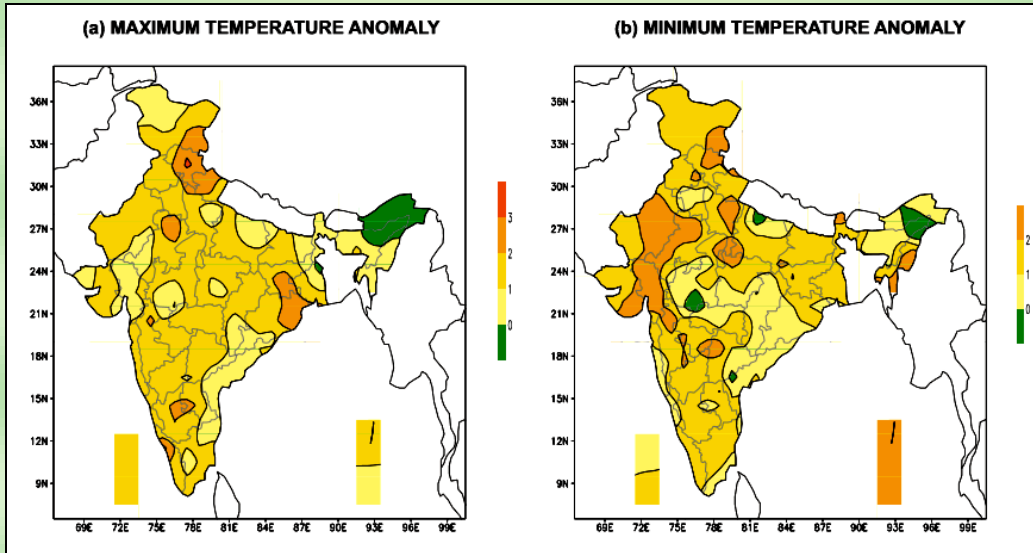 (a) MAXIMUM TEMPERATURE ANOMALY
36N
33N
30N
27N
24N
21N
18N
15N
12N
9N
69E 72E 75E 78E 81E 84E 87E 90E 93E 96E 99E
3
2
1
0
(b) MINIMUM TEMPERATURE ANOMALY
36N
33N
30N
27N
24N
21N
18N
15N
12N
9N
69E 72E 75E 78E 81E 84E 87E 90E 93E 96E 99E
2
1
0